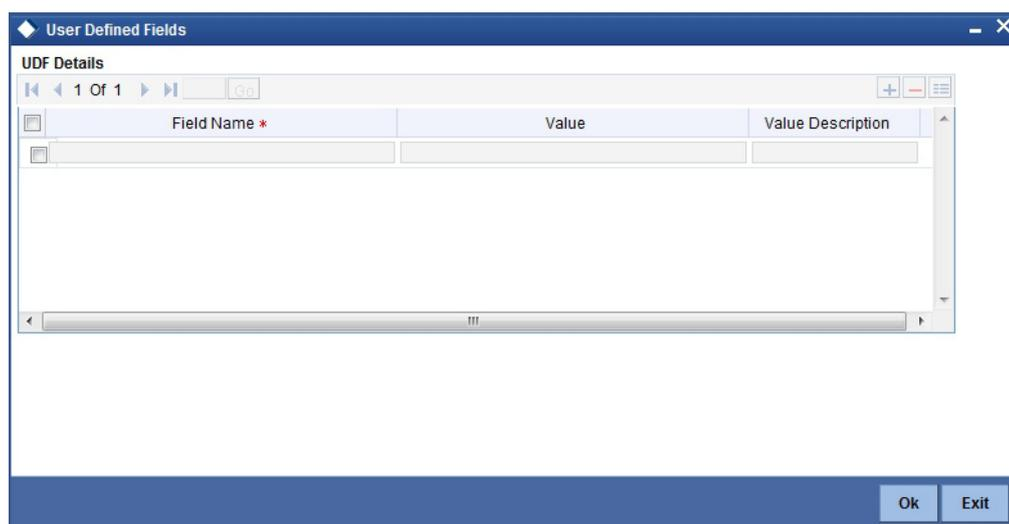 User Defined Fields
UDF Details
1 Of 1 Go
Field Name * Value Value Description
Ok Exit